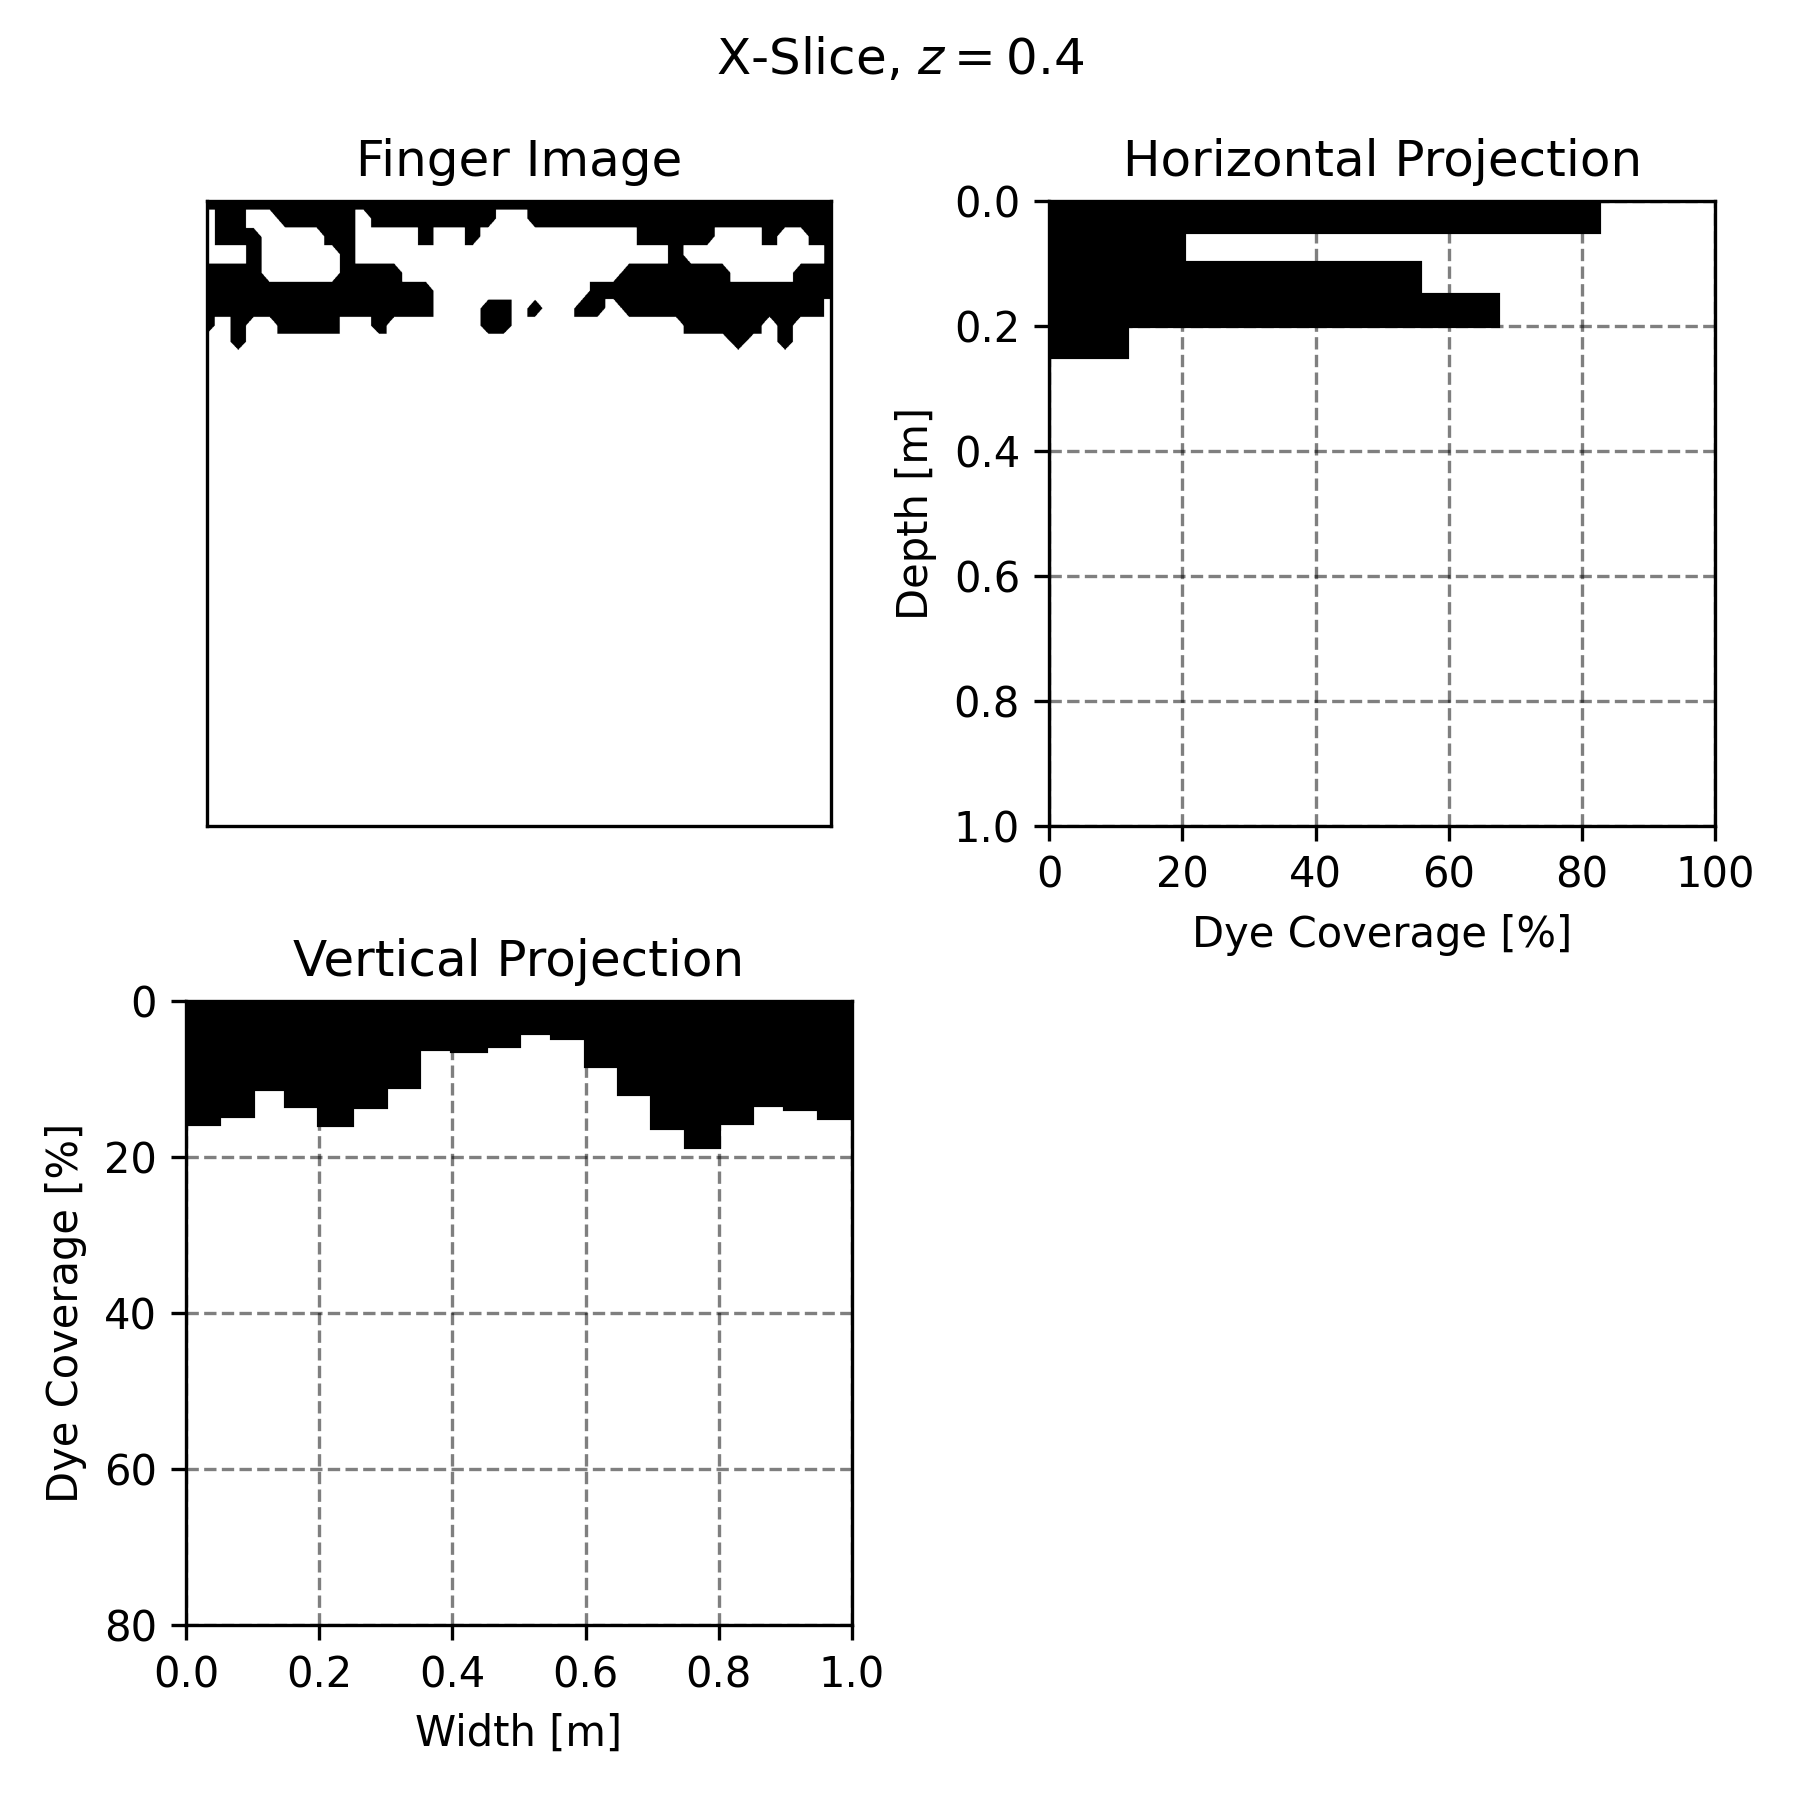 X-Slice, z = 0.4
Finger Image
Horizontal Projection
0.0
0.2
0.4
0.6
0.8
1.0
Depth [m]
0 20 40 60 80 100
Dye Coverage [%]
Vertical Projection
0
20
40
60
80
Dye Coverage [%]
0.0 0.2 0.4 0.6 0.8 1.0
Width [m]